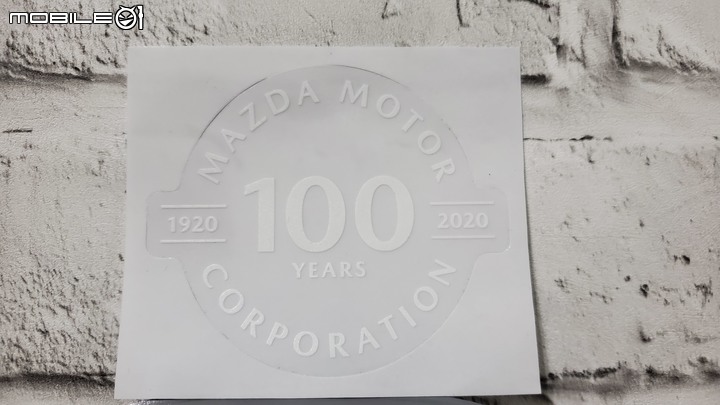 MOBILE01
MAZDA MOTOR
1920
100
2020
YEARS
CORPORATION